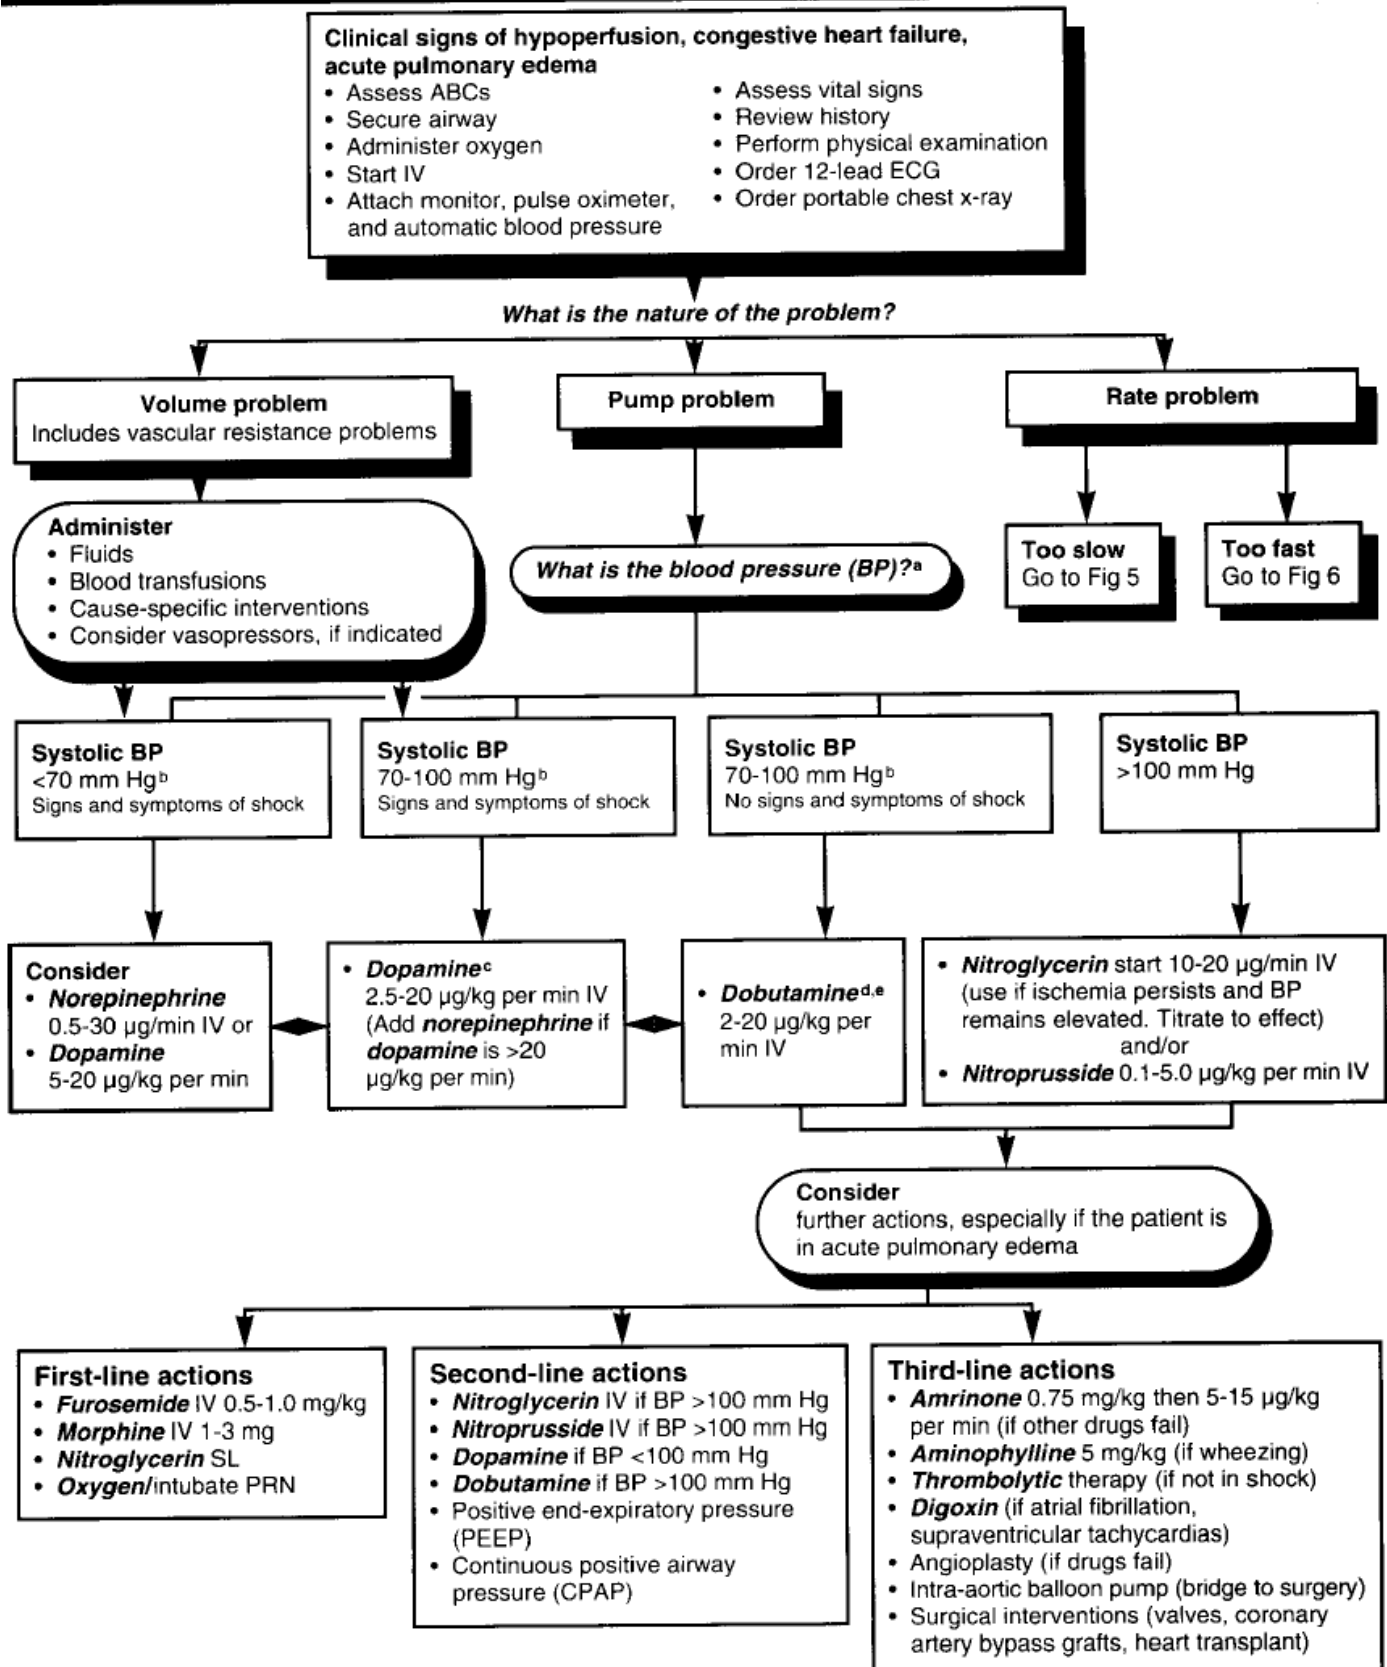 Clinical signs of hypoperfusion, congestive heart failure,
acute pulmonary edema
• Assess ABCs
• Secure airway
• Administer oxygen
• Start IV
• Attach monitor, pulse oximeter,
and automatic blood pressure
• Assess vital signs
• Review history
• Perform physical examination
• Order 12-lead ECG
• Order portable chest x-ray
What is the nature of the problem?
Volume problem
Includes vascular resistance problems
Pump problem
Rate problem
Administer
• Fluids
• Blood transfusions
• Cause-specific interventions
• Consider vasopressors, if indicated
What is the blood pressure (BP)?a
Too slow
Go to Fig 5
Too fast
Go to Fig 6
Systolic BP
<70 mm Hgb
Signs and symptoms of shock
Systolic BP
70-100 mm Hgb
Signs and symptoms of shock
Systolic BP
70-100 mm Hgb
No signs and symptoms of shock
Systolic BP
>100 mm Hg
Consider
• Norepinephrine
0.5-30 µg/min IV or
• Dopamine
5-20 µg/kg per min
• Dopaminec
2.5-20 µg/kg per min IV
(Add norepinephrine if
dopamine is >20
µg/kg per min)
• Dobutamined,e
2-20 µg/kg per
min IV
• Nitroglycerin start 10-20 µg/min IV
(use if ischemia persists and BP
remains elevated. Titrate to effect)
and/or
• Nitroprusside 0.1-5.0 µg/kg per min IV
Consider
further actions, especially if the patient is
in acute pulmonary edema
First-line actions
• Furosemide IV 0.5-1.0 mg/kg
• Morphine IV 1-3 mg
• Nitroglycerin SL
• Oxygen/intubate PRN
Second-line actions
• Nitroglycerin IV if BP >100 mm Hg
• Nitroprusside IV if BP >100 mm Hg
• Dopamine if BP <100 mm Hg
• Dobutamine if BP >100 mm Hg
• Positive end-expiratory pressure
(PEEP)
• Continuous positive airway
pressure (CPAP)
Third-line actions
• Amrinone 0.75 mg/kg then 5-15 µg/kg
per min (if other drugs fail)
• Aminophylline 5 mg/kg (if wheezing)
• Thrombolytic therapy (if not in shock)
• Digoxin (if atrial fibrillation,
supraventricular tachycardias)
• Angioplasty (if drugs fail)
• Intra-aortic balloon pump (bridge to surgery)
• Surgical interventions (valves, coronary
artery bypass grafts, heart transplant)